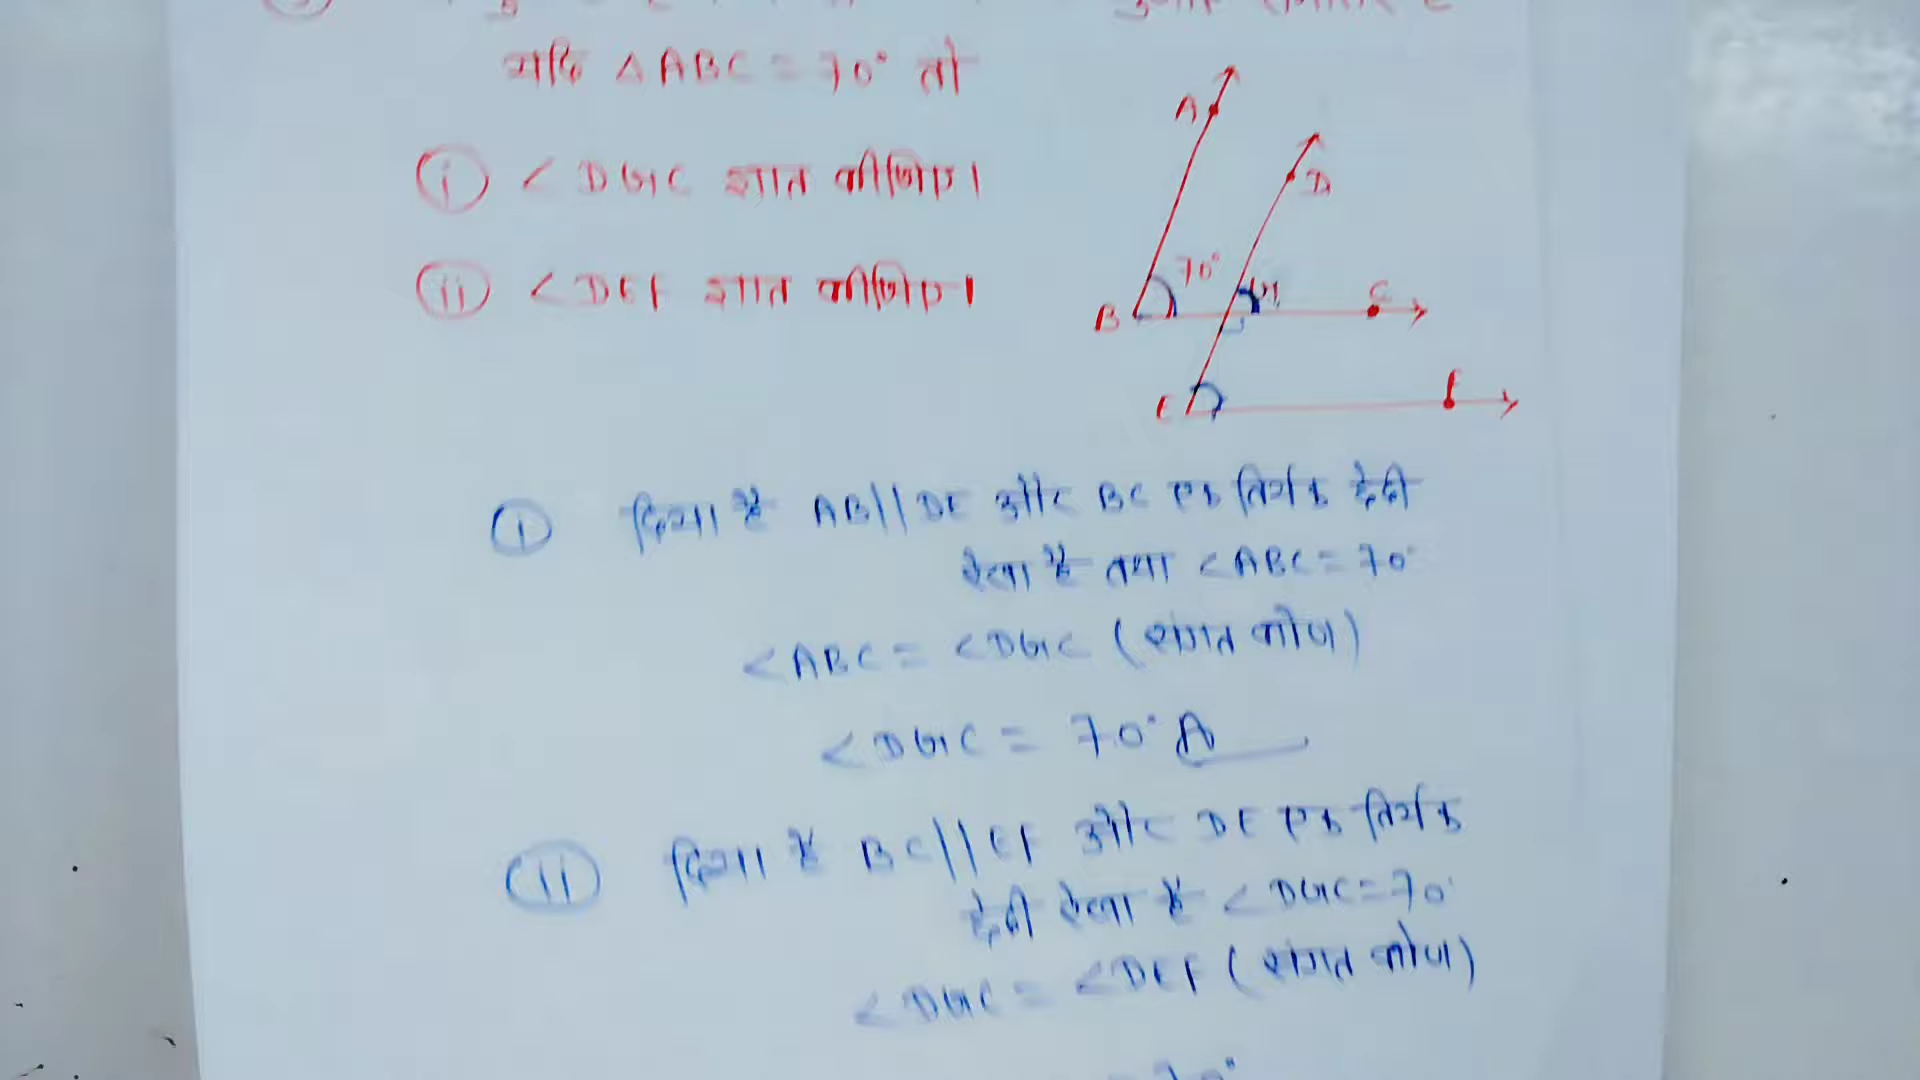 यदि △ABC = 70° तो
(i) <DGC ज्ञात कीजिए।
(ii) <DEF ज्ञात कीजिए।
A
D
70°
G
B
C
E
F
(i) दिया है AB||DE और BC एक तिर्यक छेदी
रेखा है तथा <ABC = 70°
<ABC = <DGC (संगत कोण)
<DGC = 70° A
(ii) दिया है BC||EF और DE एक तिर्यक
छेदी रेखा है <DGC = 70°
<DGC = <DEF (संगत कोण)
= 70°